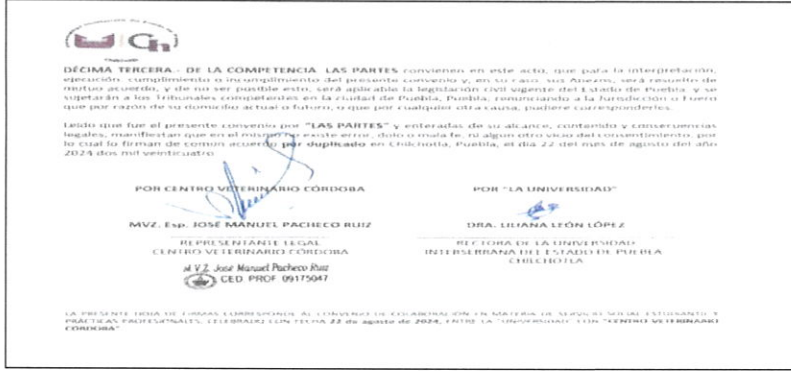 DÉCIMA TERCERA.- DE LA COMPETENCIA. LAS PARTES convienen en este acto, que para la interpretación,
ejecución, cumplimiento o incumplimiento del presente convenio y, en su caso, sus Anexos, será resuelto de
mutuo acuerdo, y de no ser posible esto, será aplicable la legislación civil vigente del Estado de Puebla, y se
sujetarán a los Tribunales competentes en la ciudad de Puebla, Puebla, renunciando a la Jurisdicción o Fuero
que por razón de su domicilio actual o futuro, o que por cualquier otra causa, pudiere corresponderles.
Leído que fue el presente convenio por "LAS PARTES" y enteradas de su alcance, contenido y consecuencias
legales, manifiestan que en el mismo no existe error, dolo o mala fe, ni algún otro vicio del consentimiento, por
lo cual lo firman de común acuerdo por duplicado en Chilchotla, Puebla, el día 22 del mes de agosto del año
2024 dos mil veinticuatro.
POR CENTRO VETERINARIO CÓRDOBA
POR "LA UNIVERSIDAD"
MVZ. Esp. JOSÉ MANUEL PACHECO RUIZ
DRA. LILIANA LEÓN LÓPEZ
REPRESENTANTE LEGAL
CENTRO VETERINARIO CÓRDOBA
RECTORA DE LA UNIVERSIDAD
INTERSERRANA DEL ESTADO DE PUEBLA
CHILCHOTLA
M.V.Z. José Manuel Pacheco Ruiz
CED. PROF 09175047
LA PRESENTE HOJA DE FIRMAS CORRESPONDE AL CONVENIO DE COLABORACIÓN EN MATERIA DE SERVICIO SOCIAL ESTUDIANTIL Y
PRÁCTICAS PROFESIONALES, CELEBRADO CON FECHA 22 de agosto de 2024, ENTRE LA "UNIVERSIDAD" CON "CENTRO VETERINAARIO
CÓRDOBA"